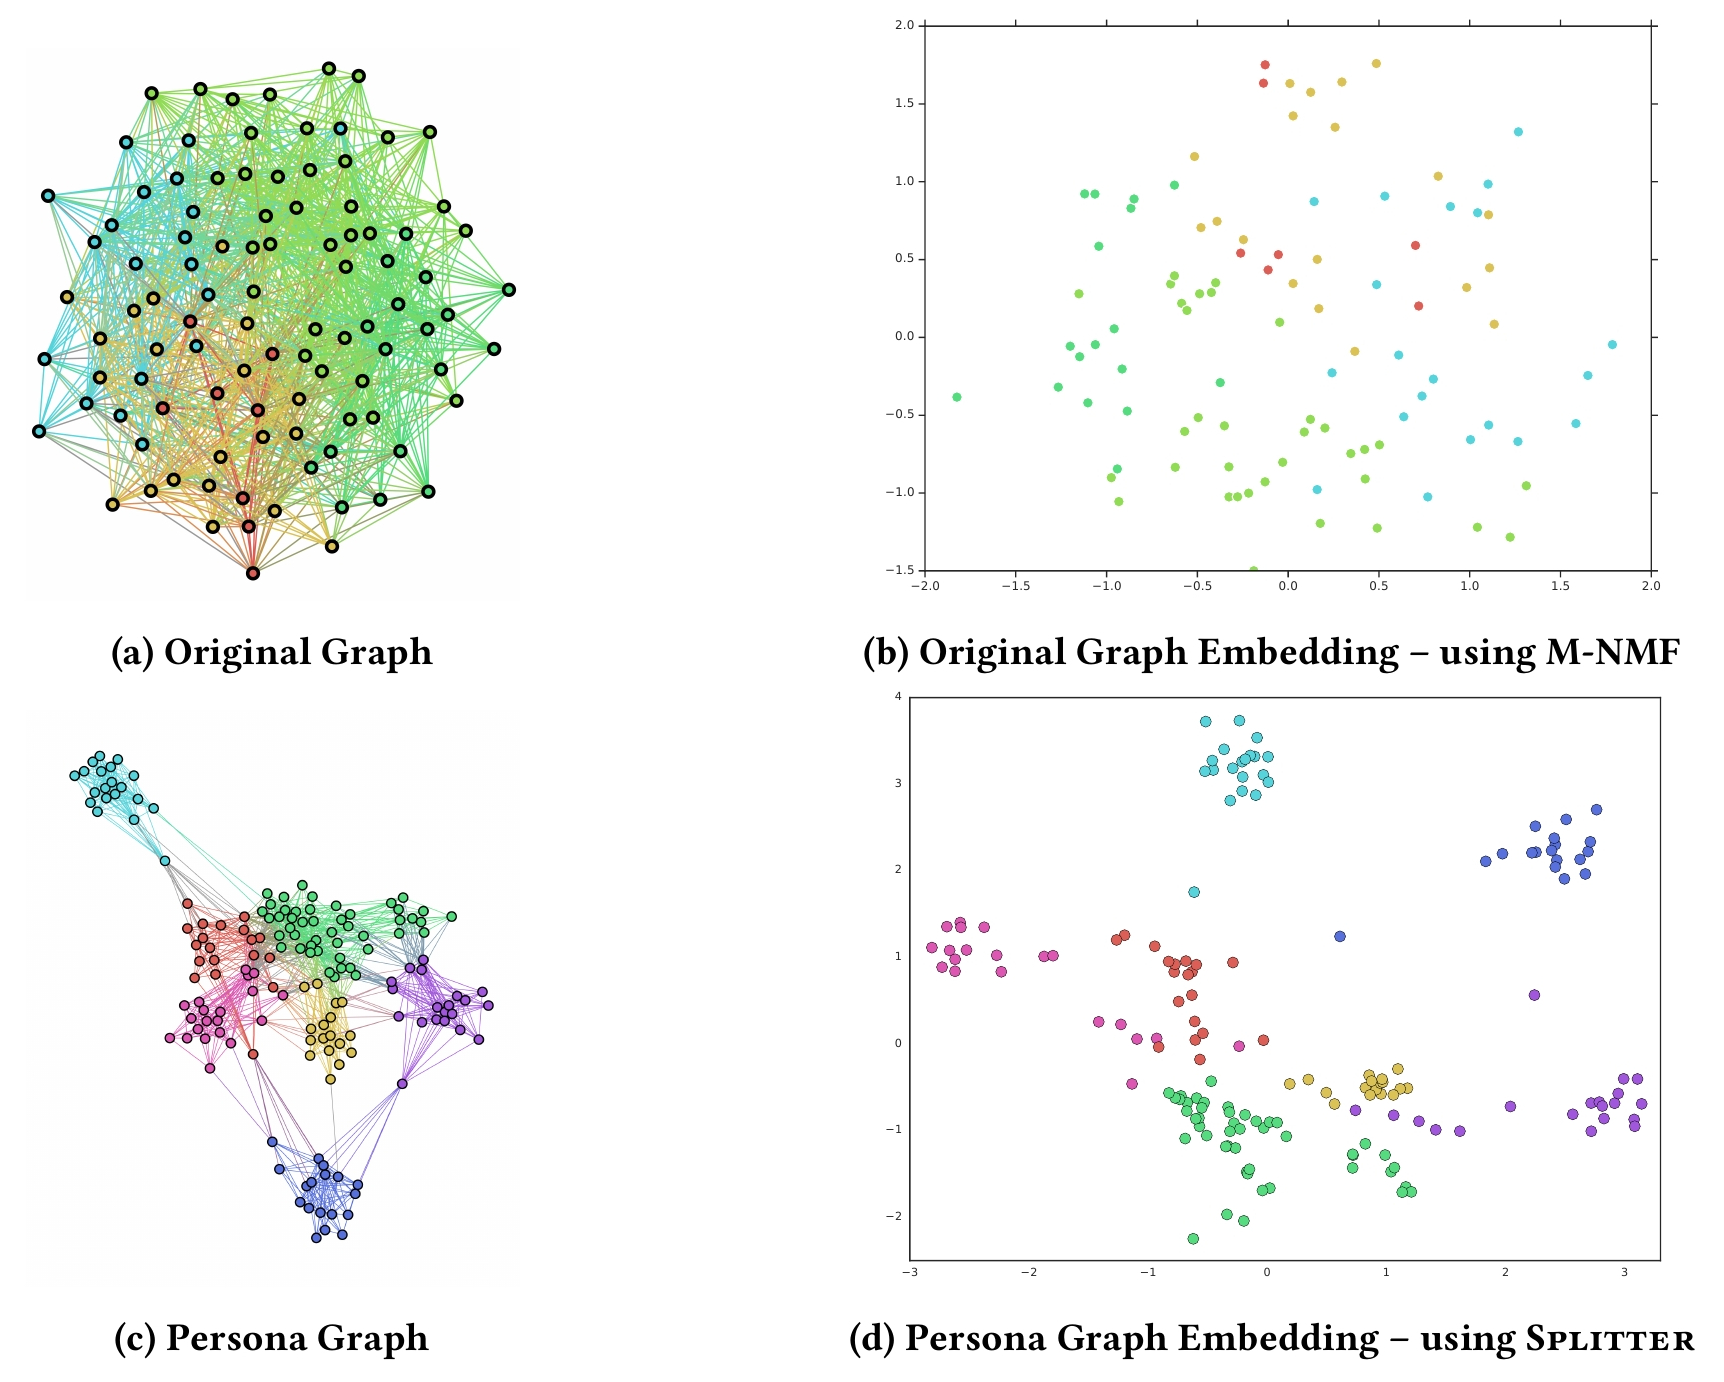 2.0
1.5
1.0
0.5
0.0
−0.5
−1.0
−1.5
−2.0 −1.5 −1.0 −0.5 0.0 0.5 1.0 1.5 2.0
(a) Original Graph
(b) Original Graph Embedding – using M-NMF
4
3
2
1
0
−1
−2
−3 −2 −1 0 1 2 3
(c) Persona Graph
(d) Persona Graph Embedding – using SPLITTER